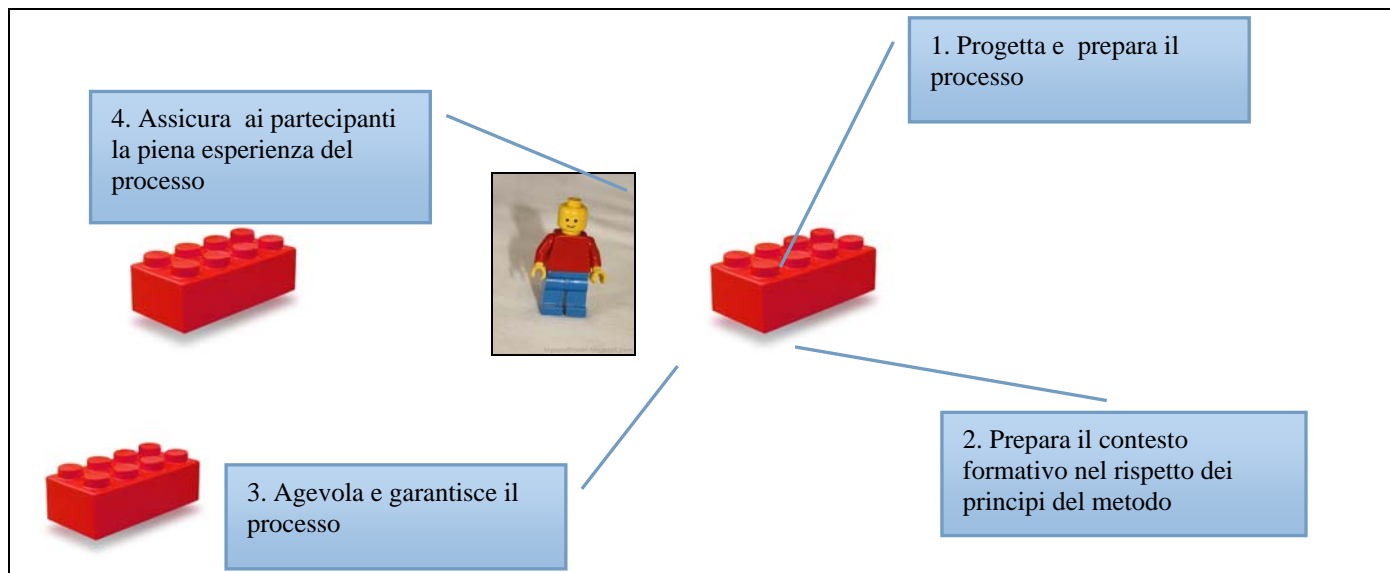 1. Progetta e prepara il
processo
4. Assicura ai partecipanti
la piena esperienza del
processo
2. Prepara il contesto
formativo nel rispetto dei
principi del metodo
3. Agevola e garantisce il
processo